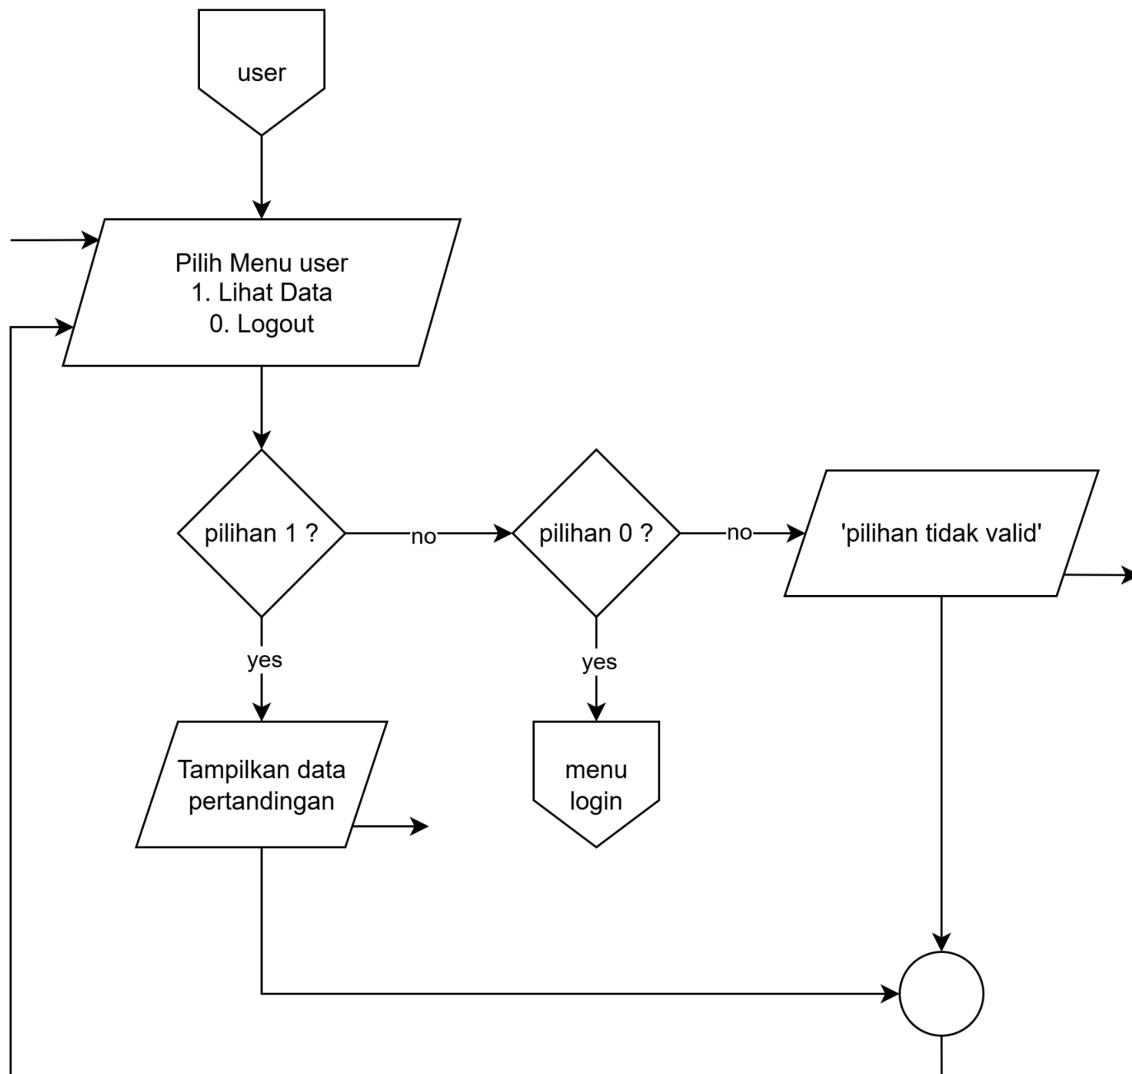 user
Pilih Menu user
1. Lihat Data
0. Logout
pilihan 1 ?
no
pilihan 0 ?
no
'pilihan tidak valid'
yes
yes
Tampilkan data
pertandingan
menu
login